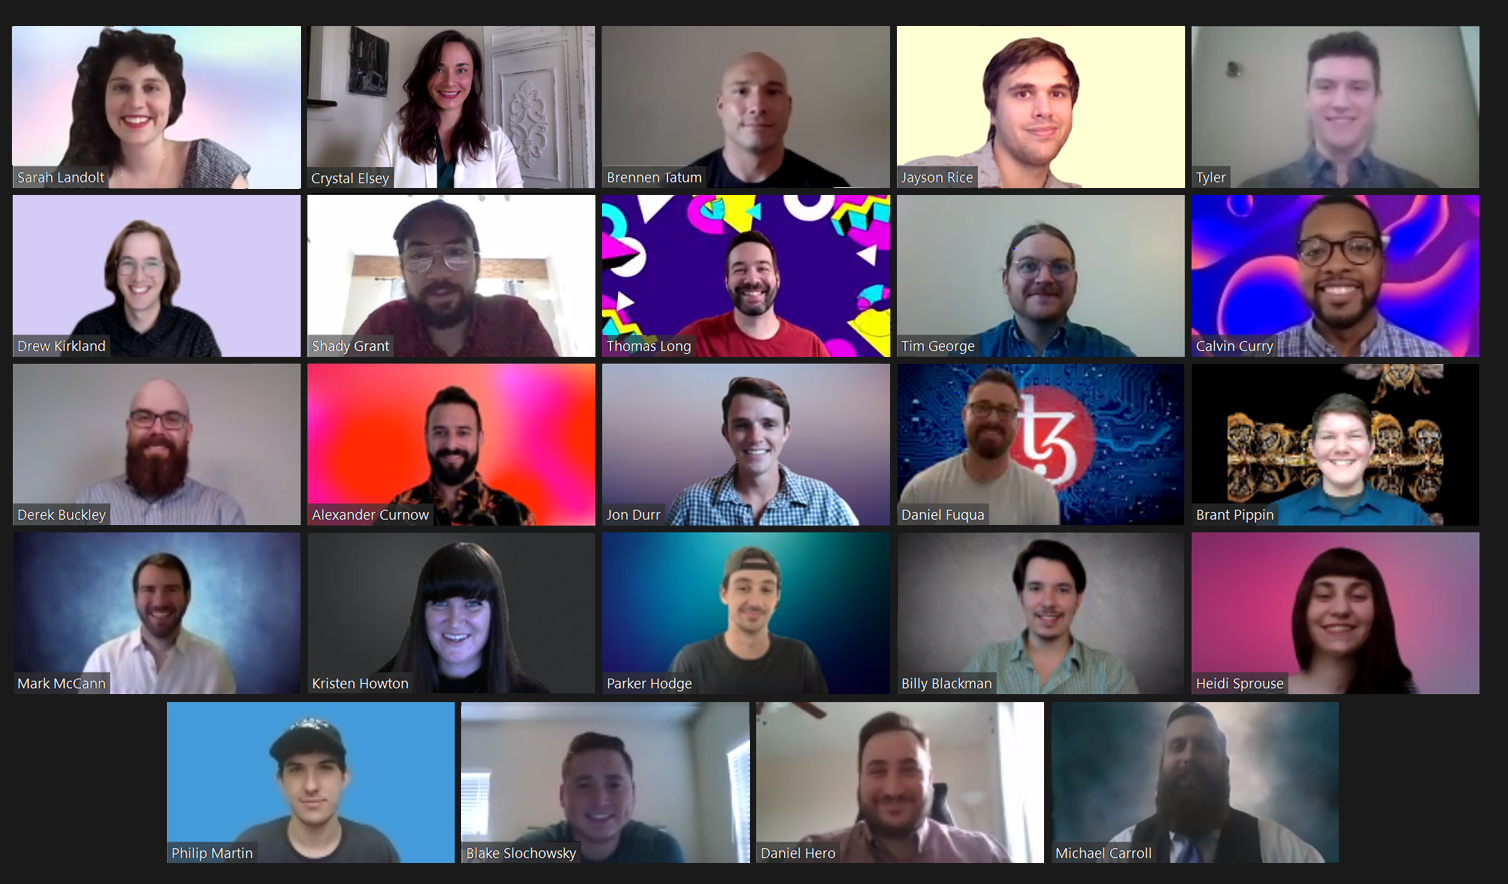 Sarah Landolt
Crystal Elsey
Brennen Tatum
Jayson Rice
Tyler
Drew Kirkland
Shady Grant
Thomas Long
Tim George
Calvin Curry
Derek Buckley
Alexander Curnow
Jon Durr
Daniel Fuqua
Brant Pippin
Mark McCann
Kristen Howton
Parker Hodge
Billy Blackman
Heidi Sprouse
Philip Martin
Blake Slochowsky
Daniel Hero
Michael Carroll